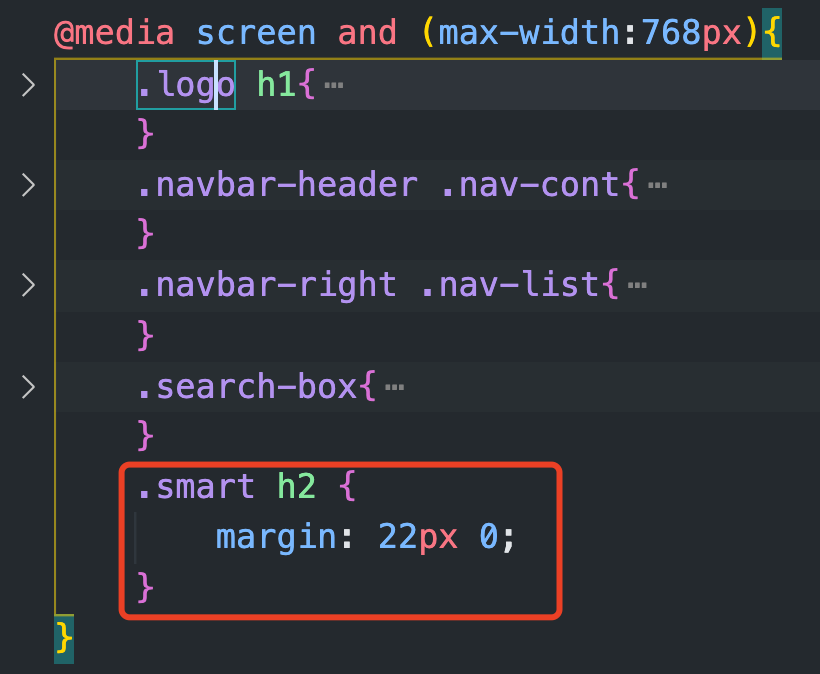 @media screen and (max-width:768px){
.logo h1{ ⋯
}
.navbar-header .nav-cont{ ⋯
}
.navbar-right .nav-list{ ⋯
}
.search-box{ ⋯
}
.smart h2 {
margin: 22px 0;
}
}